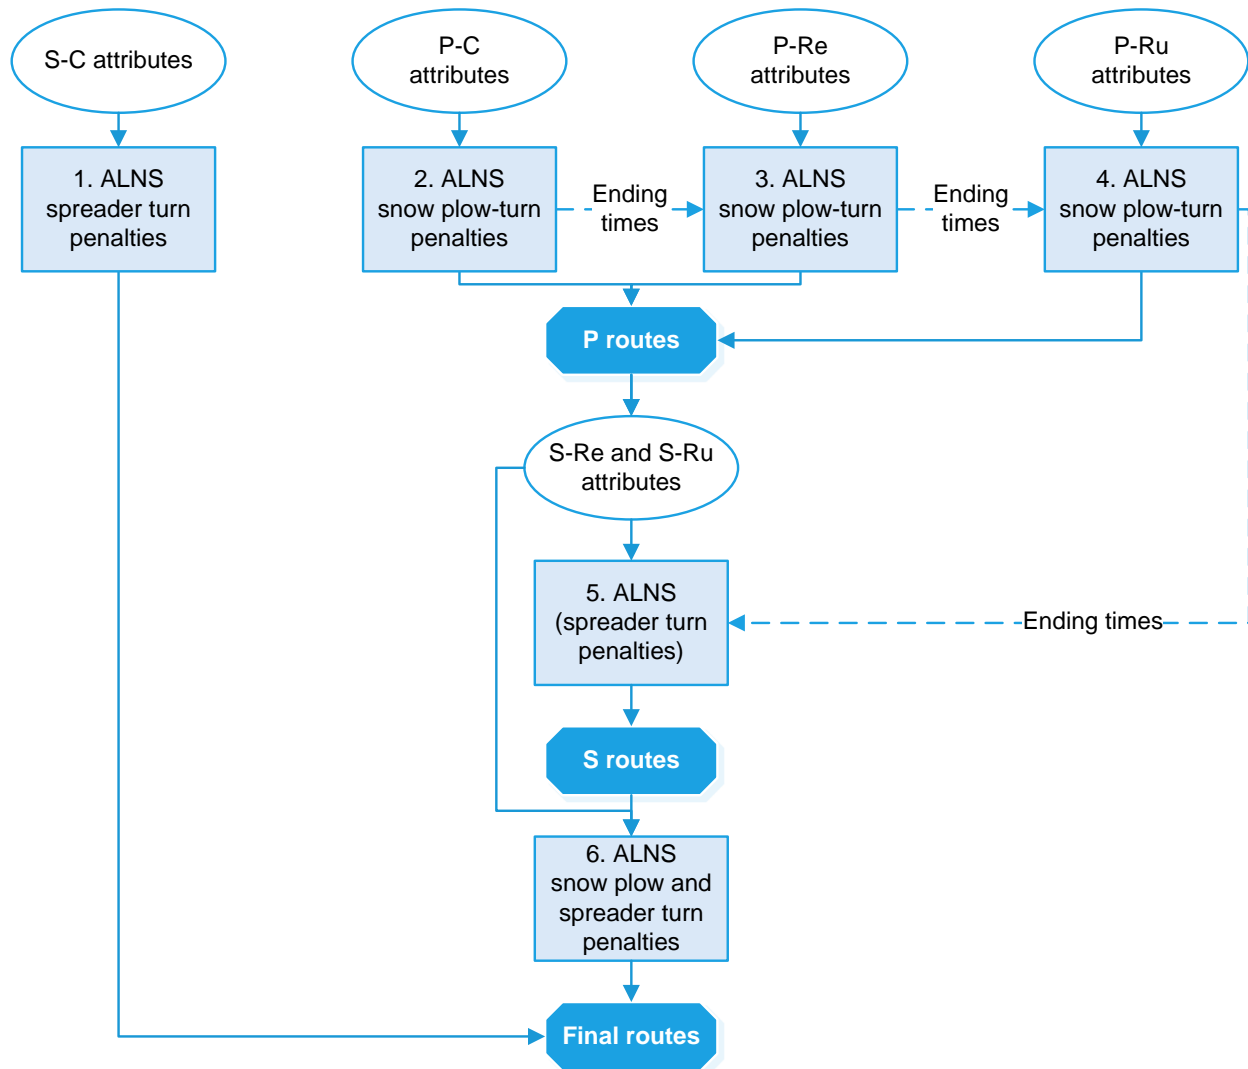 S-C attributes
P-C
attributes
P-Re
attributes
P-Ru
attributes
1. ALNS
spreader turn
penalties
2. ALNS
snow plow-turn
penalties
Ending
times
3. ALNS
snow plow-turn
penalties
Ending
times
4. ALNS
snow plow-turn
penalties
P routes
S-Re and S-Ru
attributes
5. ALNS
(spreader turn
penalties)
Ending times
S routes
6. ALNS
snow plow and
spreader turn
penalties
Final routes